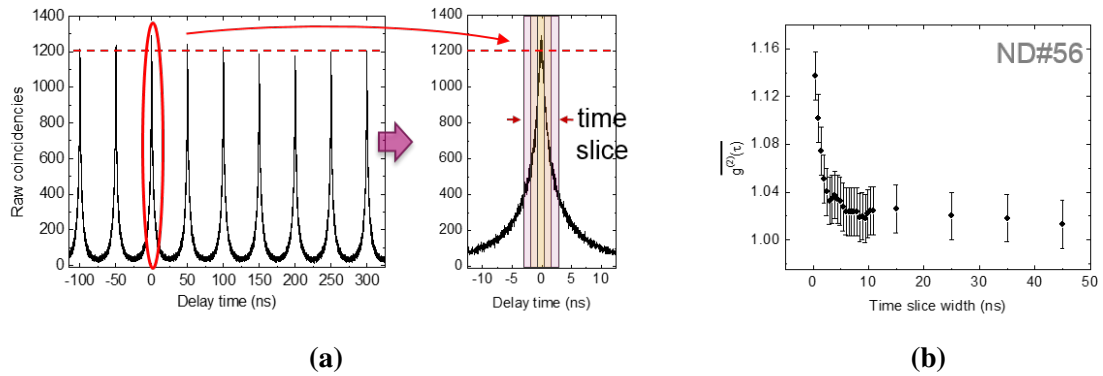 1400
1200
1000
800
600
400
200
0
Raw coincidencies
-100 -50 0 50 100 150 200 250 300
Delay time (ns)
1400
1200
1000
800
600
400
200
0
time
slice
-10 -5 0 5 10
Delay time (ns)
(a)
ND#56
1.16
1.12
1.08
1.04
1.00
g(2)(τ)
0 10 20 30 40 50
Time slice width (ns)
(b)